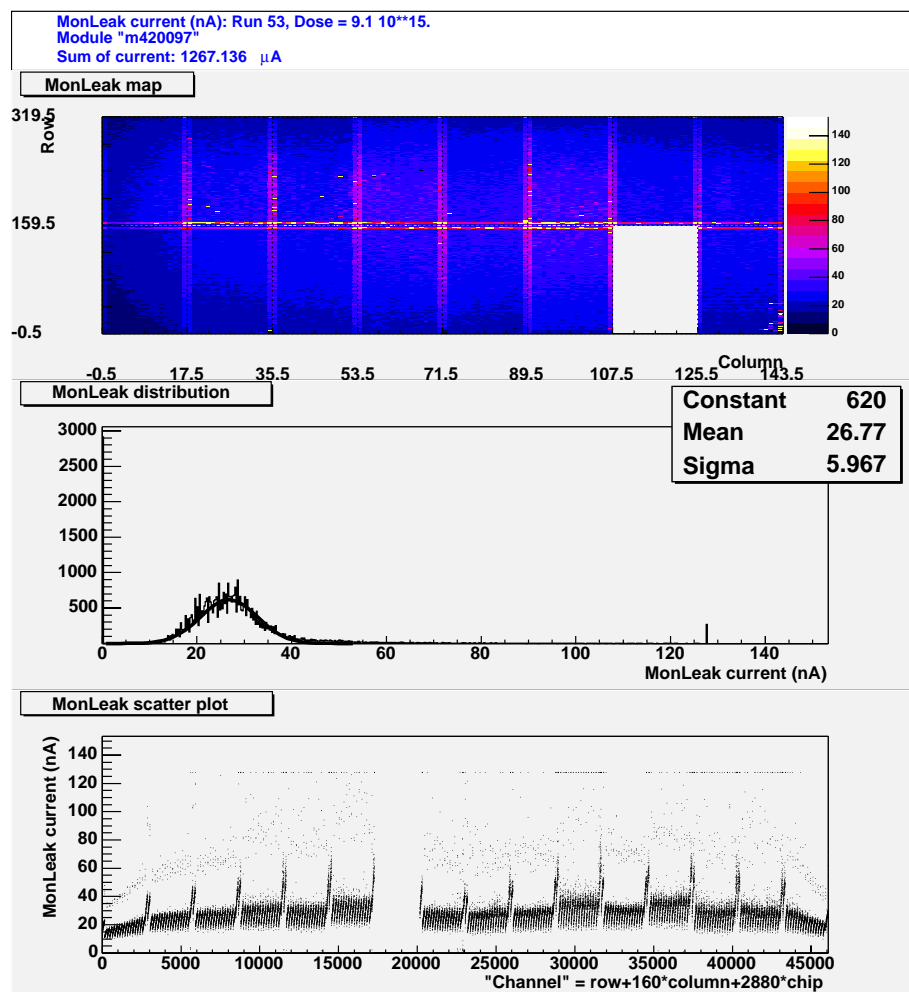 MonLeak current (nA): Run 53, Dose = 9.1 10**15.
Module "m420097"
Sum of current: 1267.136 μA
MonLeak map
319.5
Row
159.5
-0.5
140
120
100
80
60
40
20
0
-0.5 17.5 35.5 53.5 71.5 89.5 107.5 125.5 143.5
Column
MonLeak distribution
Constant 620
Mean 26.77
Sigma 5.967
3000
2500
2000
1500
1000
500
0 20 40 60 80 100 120 140
MonLeak current (nA)
MonLeak scatter plot
MonLeak current (nA)
140
120
100
80
60
40
20
0
0 5000 10000 15000 20000 25000 30000 35000 40000 45000
"Channel" = row+160*column+2880*chip